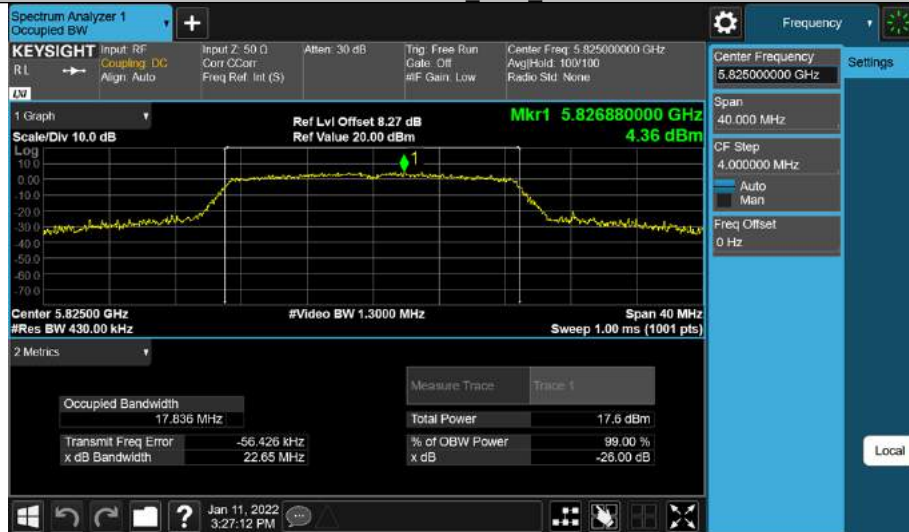 Spectrum Analyzer 1
Occupied BW
Frequency
KEYSIGHT
R L
LXI
Input: RF
Coupling: DC
Align: Auto
Input Z: 50 Ω
Corr CCorr
Freq Ref: Int (S)
Atten: 30 dB
Trig: Free Run
Gate: Off
#IF Gain: Low
Center Freq: 5.825000000 GHz
Avg|Hold: 100/100
Radio Std: None
Center Frequency
5.825000000 GHz
Settings
Span
40.000 MHz
CF Step
4.000000 MHz
Auto
Man
Freq Offset
0 Hz
Local
1 Graph
Scale/Div 10.0 dB
Ref Lvl Offset 8.27 dB
Ref Value 20.00 dBm
Mkr1 5.826880000 GHz
4.36 dBm
Log
10.0
0.00
-10.0
-20.0
-30.0
-40.0
-50.0
-60.0
-70.0
1
Center 5.82500 GHz
#Res BW 430.00 kHz
#Video BW 1.3000 MHz
Span 40 MHz
Sweep 1.00 ms (1001 pts)
2 Metrics
Measure Trace
Trace 1
Occupied Bandwidth
17.836 MHz
Total Power 17.6 dBm
Transmit Freq Error -56.426 kHz
% of OBW Power 99.00 %
x dB Bandwidth 22.65 MHz
x dB -26.00 dB
?
Jan 11, 2022
3:27:12 PM